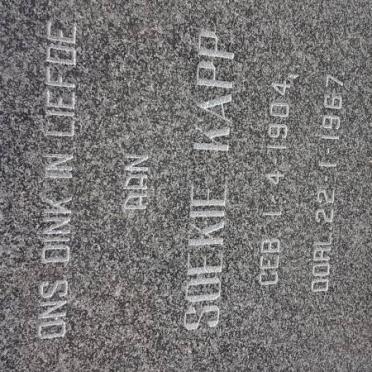 ONS DINK IN LIEFDE
AAN
SOEKIE KAPP
GEB 1-4-1904
OORL 22 1 1967